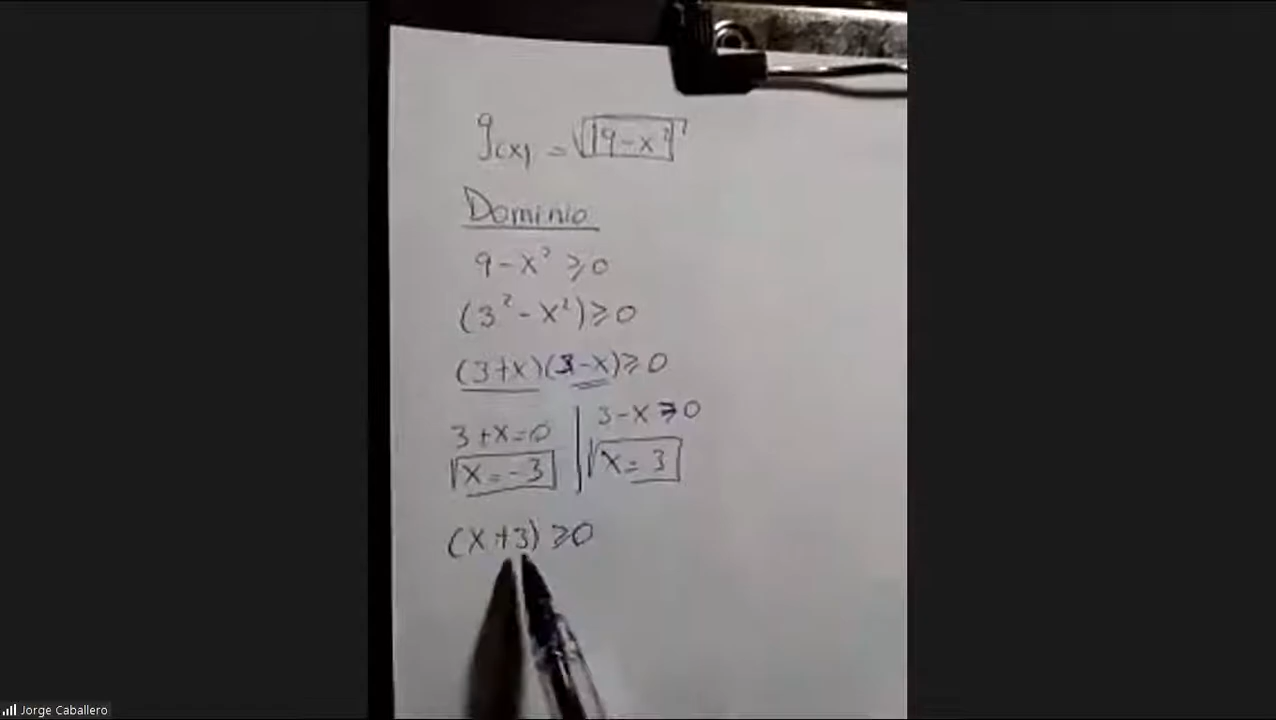 g(x) = √9-x²
Dominio
9-x² ≥0
(3²-x²)≥0
(3+x)(3-x)≥0
3+x=0 | 3-x=0
x=-3 | x=3
(x+3) ≥0
Jorge Caballero